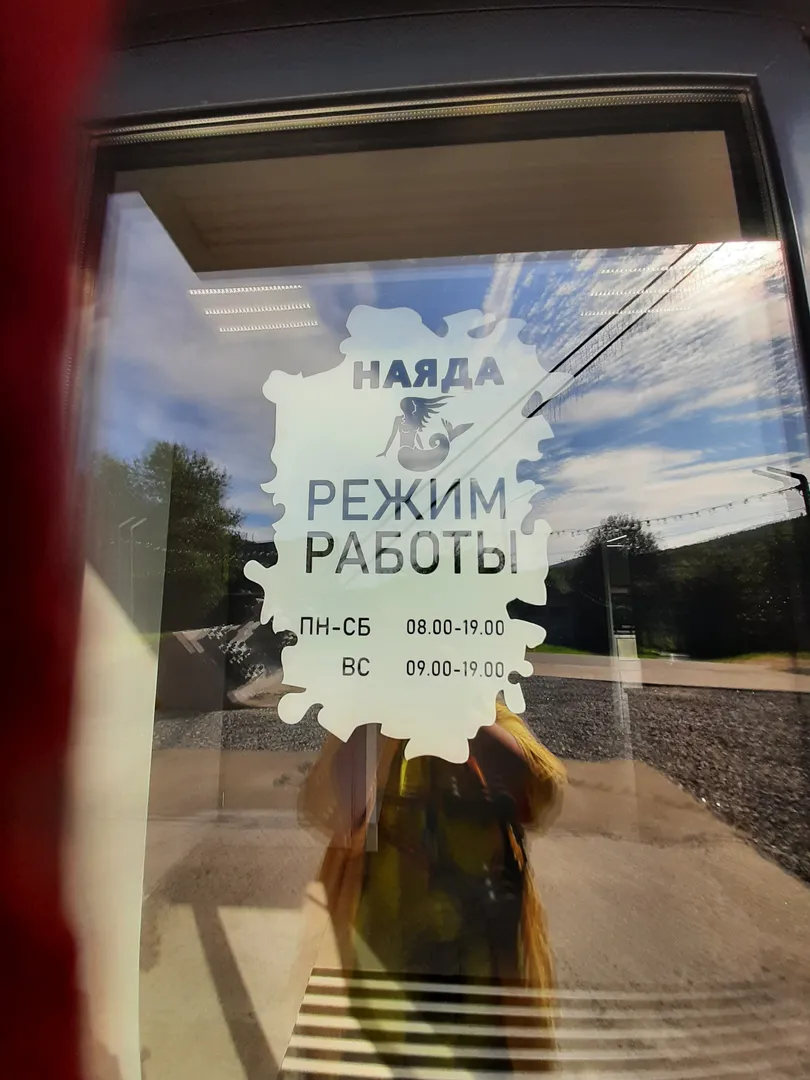 НАЯДА
РЕЖИМ
РАБОТЫ
ПН-СБ 08.00-19.00
ВС 09.00-19.00